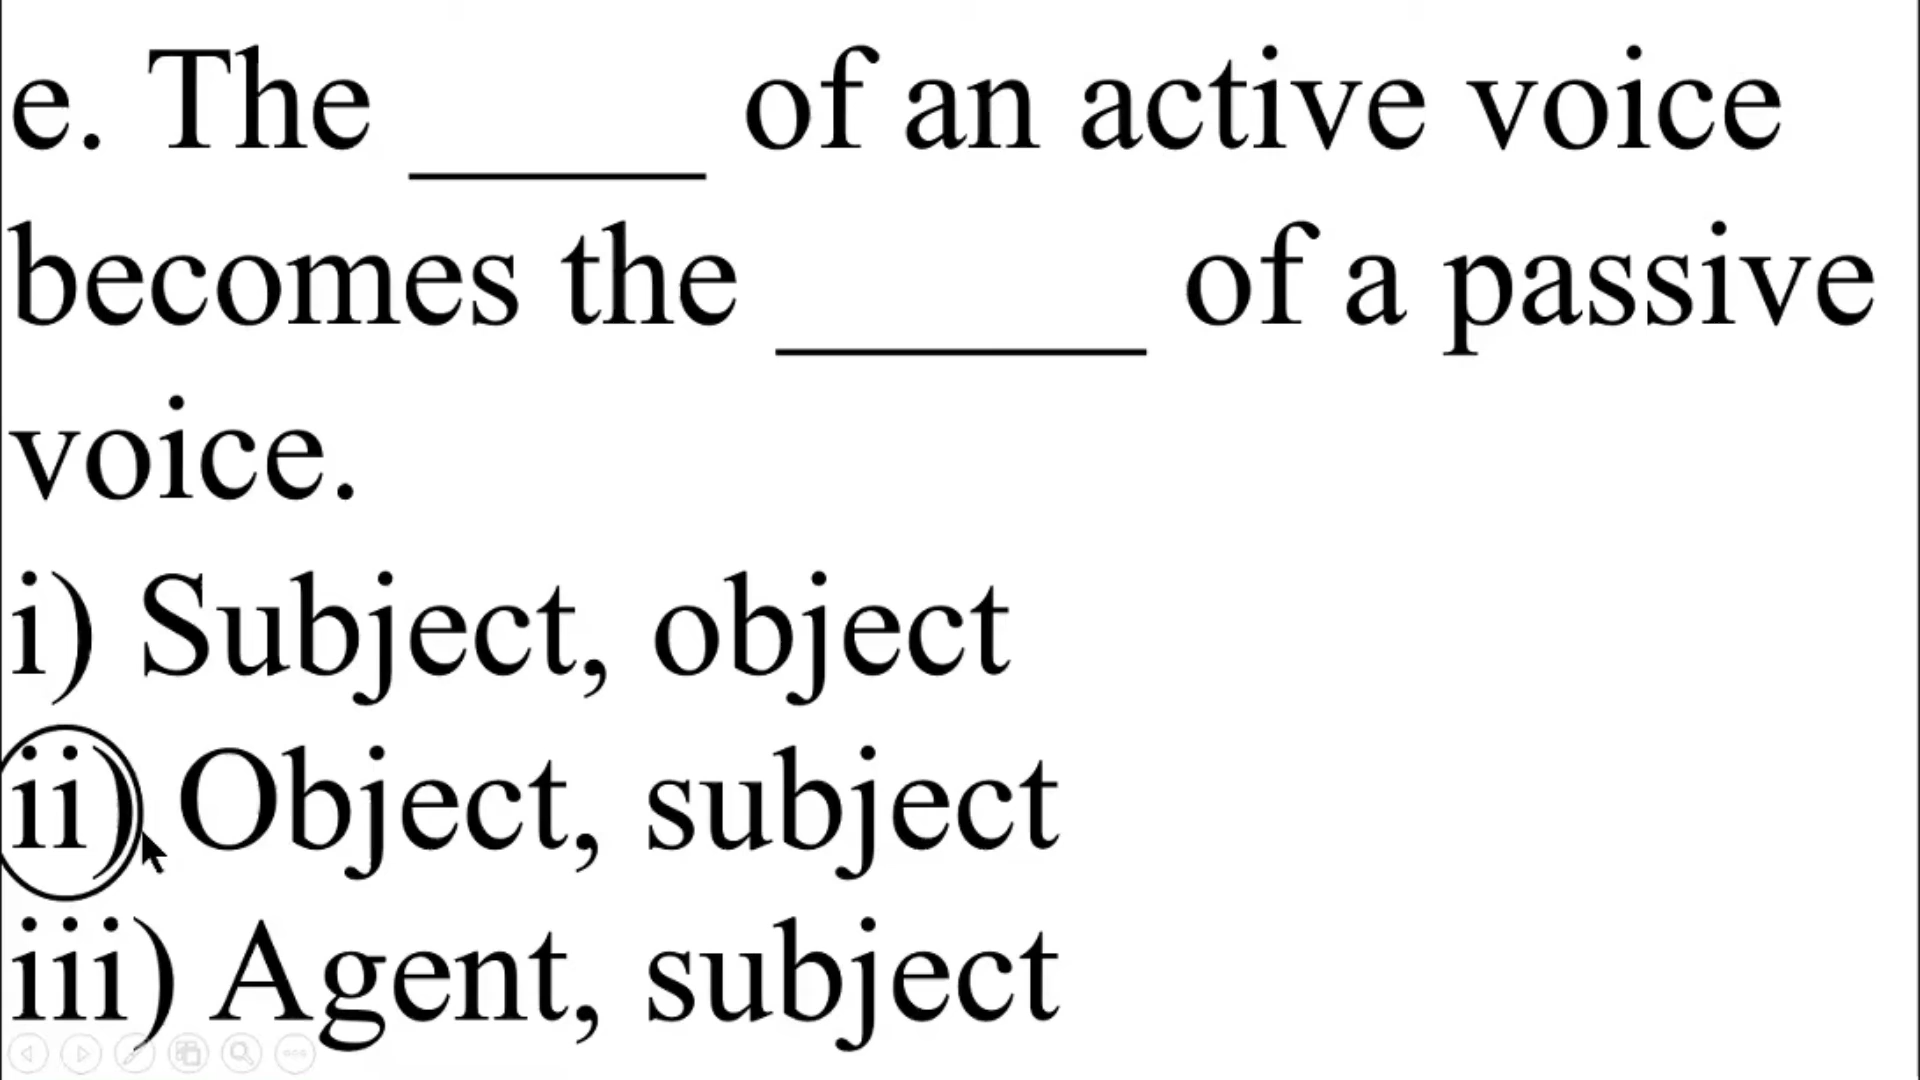 e. The _____ of an active voice
becomes the ______ of a passive
voice.
i) Subject, object
ii) Object, subject
iii) Agent, subject